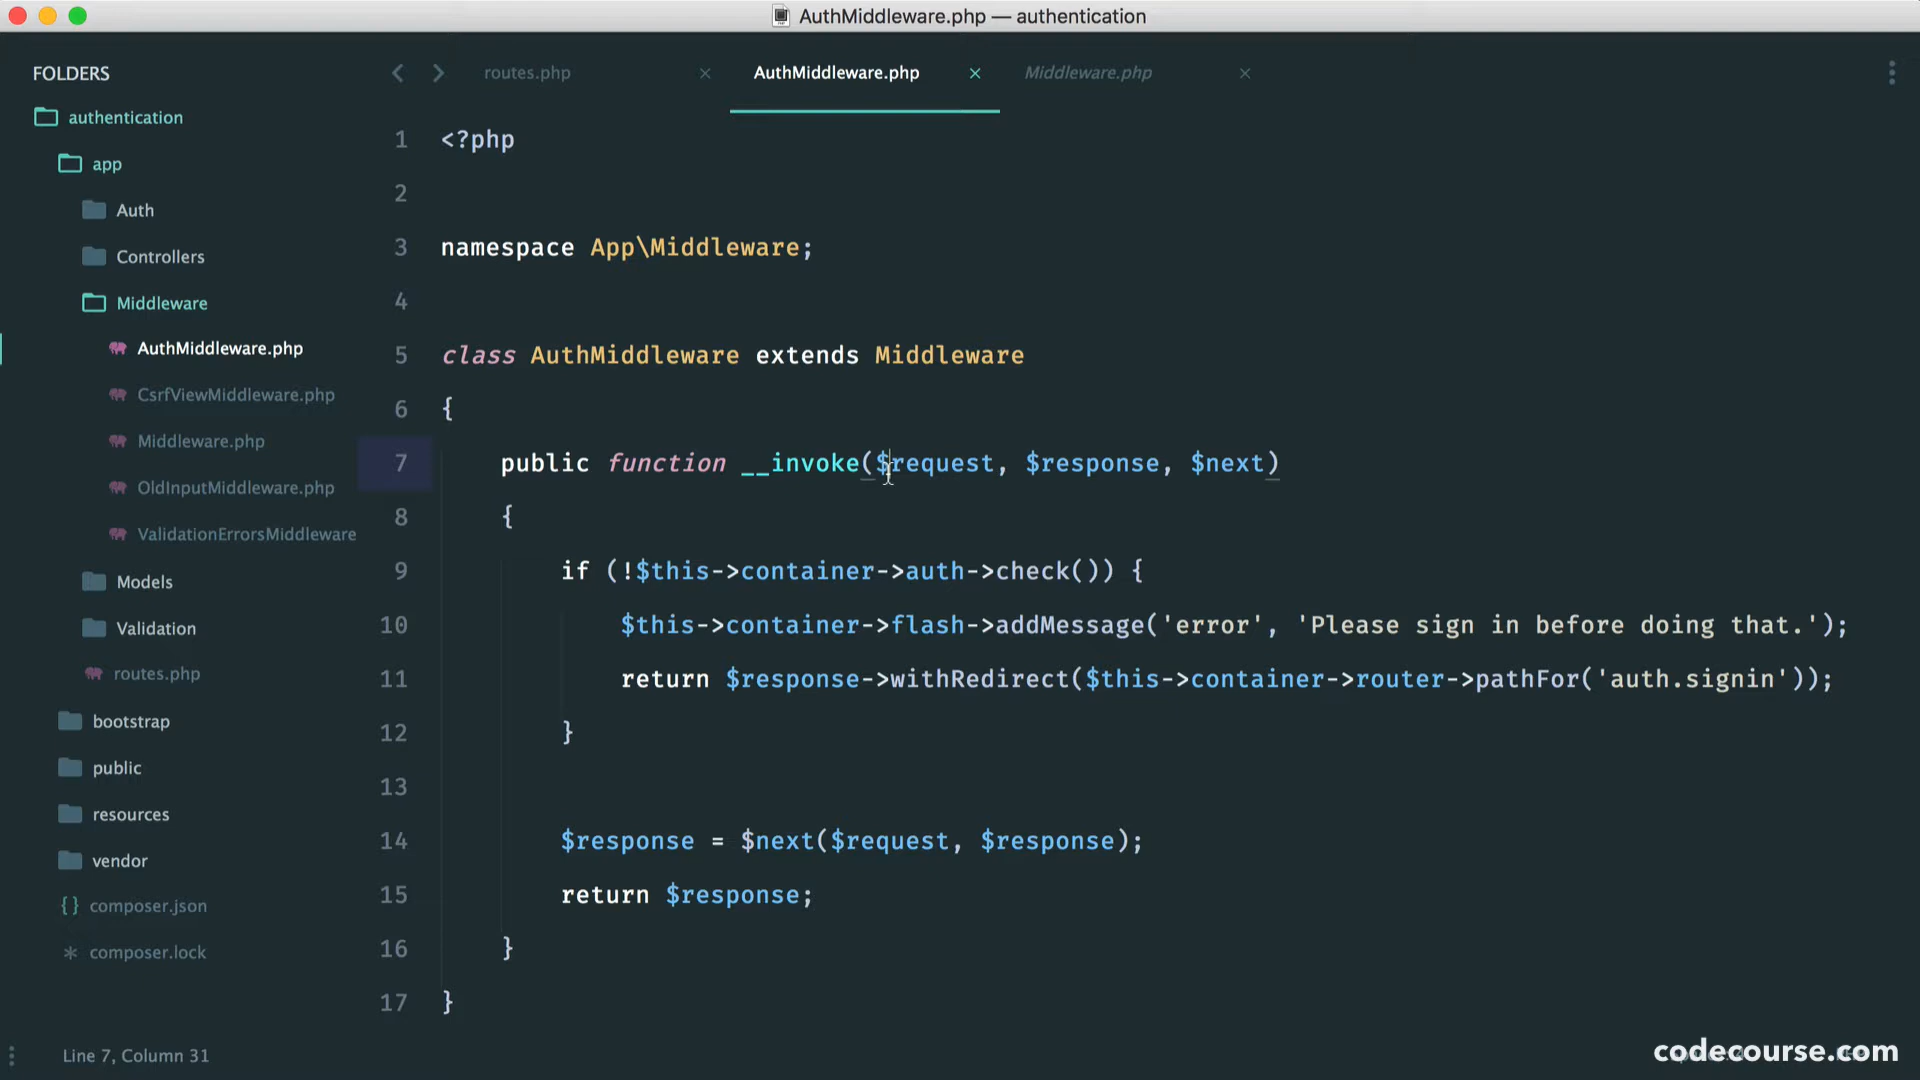 AuthMiddleware.php — authentication
FOLDERS
authentication
app
Auth
Controllers
Middleware
AuthMiddleware.php
CsrfViewMiddleware.php
Middleware.php
OldInputMiddleware.php
ValidationErrorsMiddleware
Models
Validation
routes.php
bootstrap
public
resources
vendor
{} composer.json
* composer.lock
routes.php × AuthMiddleware.php × Middleware.php ×
1 <?php
2
3 namespace App\Middleware;
4
5 class AuthMiddleware extends Middleware
6 {
7 public function __invoke($request, $response, $next)
8 {
9 if (!$this->container->auth->check()) {
10 $this->container->flash->addMessage('error', 'Please sign in before doing that.');
11 return $response->withRedirect($this->container->router->pathFor('auth.signin'));
12 }
13
14 $response = $next($request, $response);
15 return $response;
16 }
17 }
Line 7, Column 31
codecourse.com